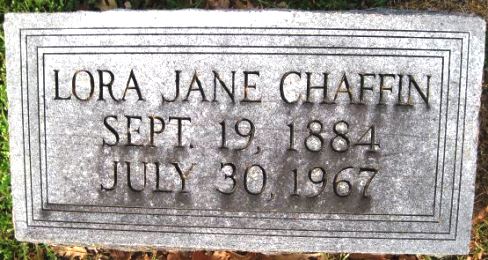 LORA JANE CHAFFIN
SEPT. 19, 1884
JULY 30, 1967